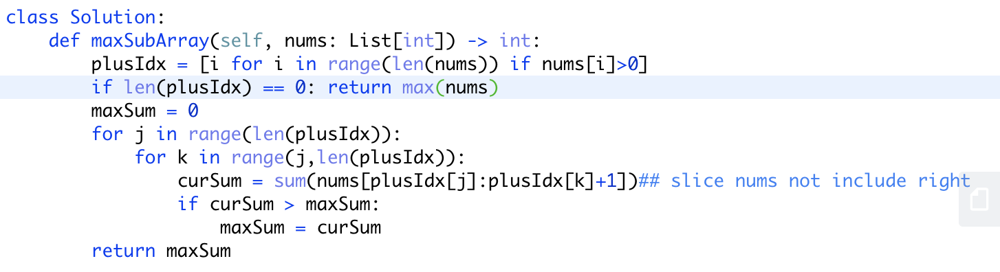 class Solution:
    def maxSubArray(self, nums: List[int]) -> int:
        plusIdx = [i for i in range(len(nums)) if nums[i]>0]
        if len(plusIdx) == 0: return max(nums)
        maxSum = 0
        for j in range(len(plusIdx)):
            for k in range(j,len(plusIdx)):
                curSum = sum(nums[plusIdx[j]:plusIdx[k]+1])## slice nums not include right
                if curSum > maxSum:
                    maxSum = curSum
        return maxSum